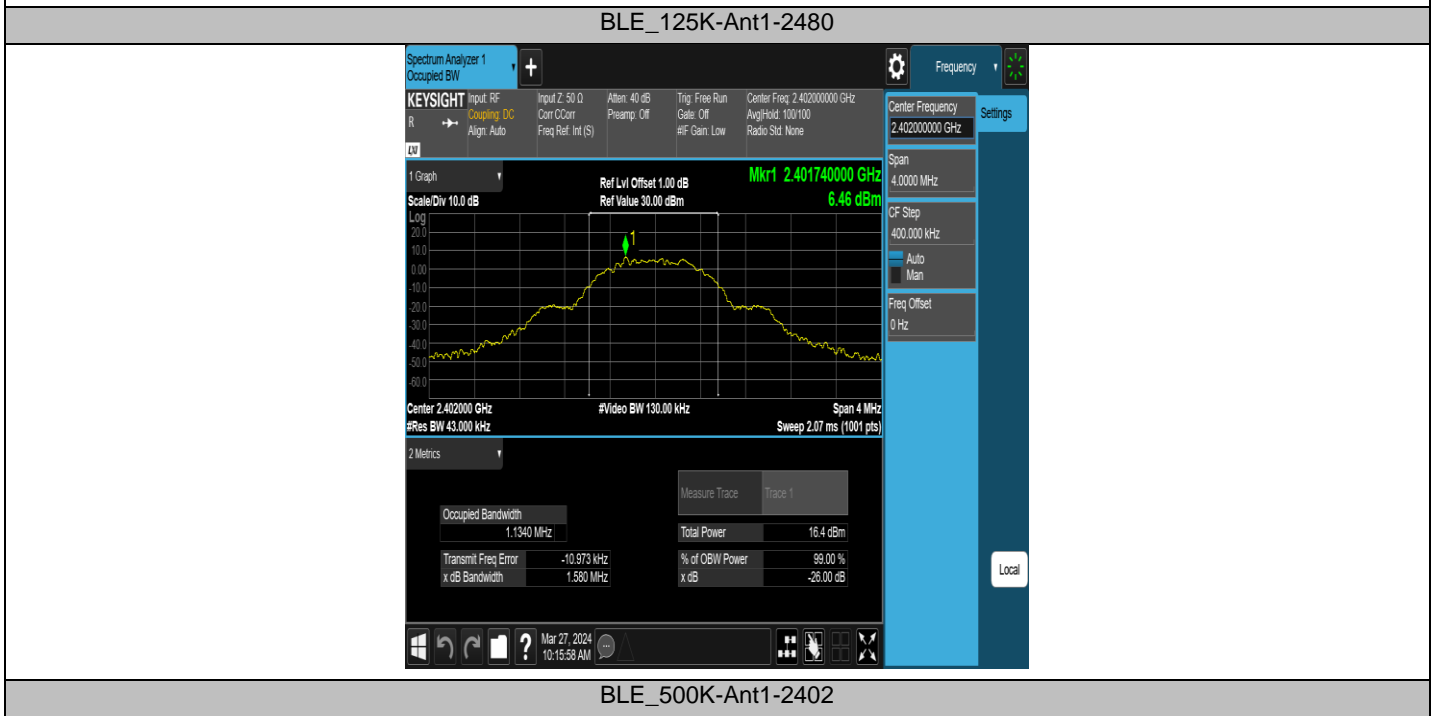 BLE_125K-Ant1-2480
Spectrum Analyzer 1
Occupied BW
Frequency
KEYSIGHT
R
LXI
Input: RF
Coupling: DC
Align: Auto
Input Z: 50 Ω
Corr CCorr
Freq Ref: Int (S)
Atten: 40 dB
Preamp: Off
Trig: Free Run
Gate: Off
#IF Gain: Low
Center Freq: 2.402000000 GHz
Avg|Hold: 100/100
Radio Std: None
Center Frequency
2.402000000 GHz
Settings
Span
4.0000 MHz
CF Step
400.000 kHz
Auto
Man
Freq Offset
0 Hz
Local
1 Graph
Scale/Div 10.0 dB
Ref Lvl Offset 1.00 dB
Ref Value 30.00 dBm
Mkr1 2.401740000 GHz
6.46 dBm
Log
20.0
10.0
0.00
-10.0
-20.0
-30.0
-40.0
-50.0
-60.0
1
Center 2.402000 GHz
#Video BW 130.00 kHz
Span 4 MHz
#Res BW 43.000 kHz
Sweep 2.07 ms (1001 pts)
2 Metrics
Measure Trace Trace 1
Occupied Bandwidth
1.1340 MHz
Total Power 16.4 dBm
Transmit Freq Error -10.973 kHz
% of OBW Power 99.00 %
x dB Bandwidth 1.580 MHz
x dB -26.00 dB
?
Mar 27, 2024
10:15:58 AM
BLE_500K-Ant1-2402